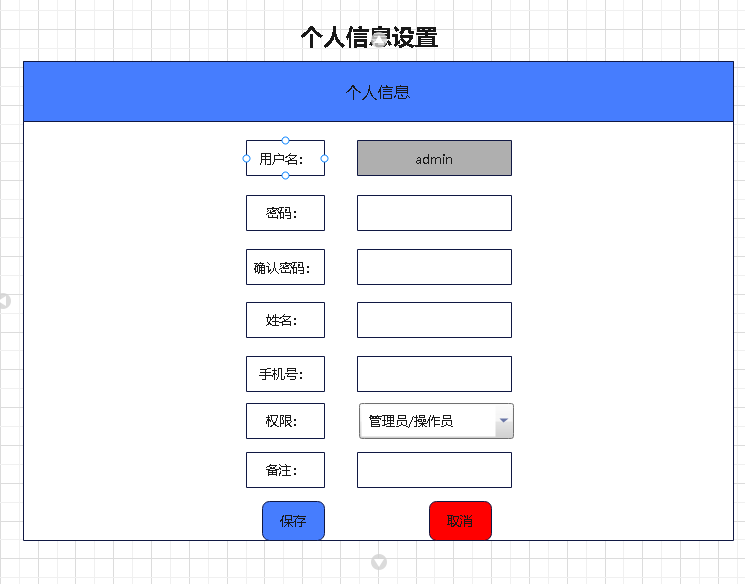 个人信息设置
个人信息
用户名: admin
密码:
确认密码:
姓名:
手机号:
权限: 管理员/操作员
备注:
保存 取消